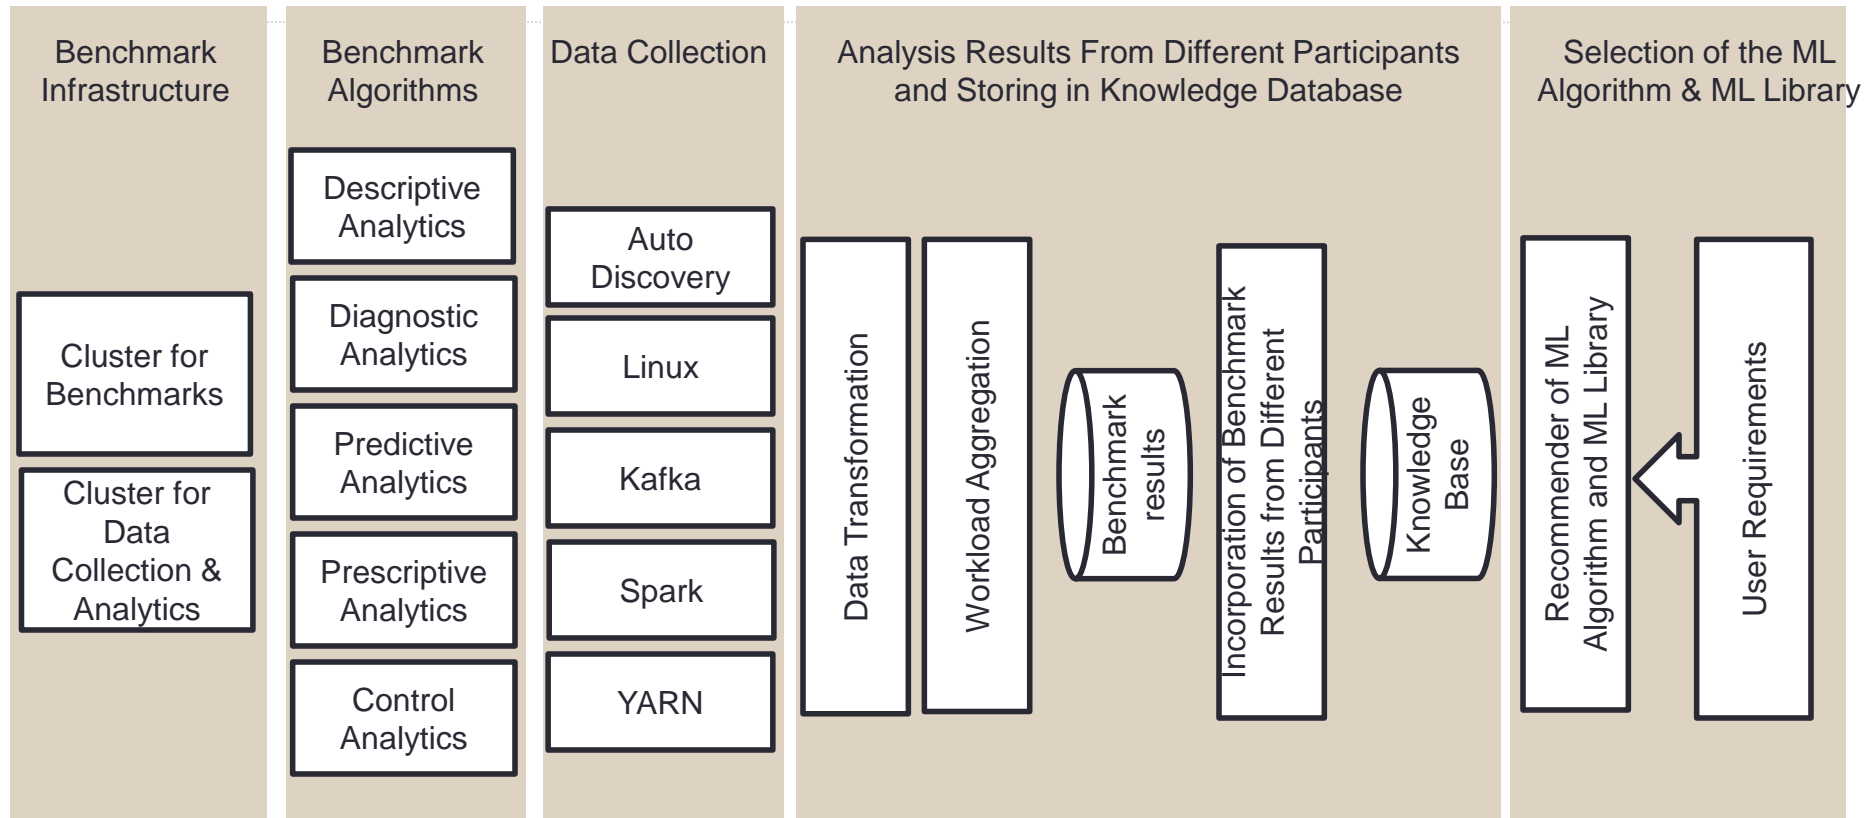 Benchmark
Infrastructure
Cluster for
Benchmarks
Cluster for
Data
Collection &
Analytics
Benchmark
Algorithms
Descriptive
Analytics
Diagnostic
Analytics
Predictive
Analytics
Prescriptive
Analytics
Control
Analytics
Data Collection
Auto
Discovery
Linux
Kafka
Spark
YARN
Analysis Results From Different Participants
and Storing in Knowledge Database
Data Transformation
Workload Aggregation
Benchmark
results
Incorporation of Benchmark
Results from Different
Participants
Knowledge
Base
Selection of the ML
Algorithm & ML Library
Recommender of ML
Algorithm and ML Library
User Requirements